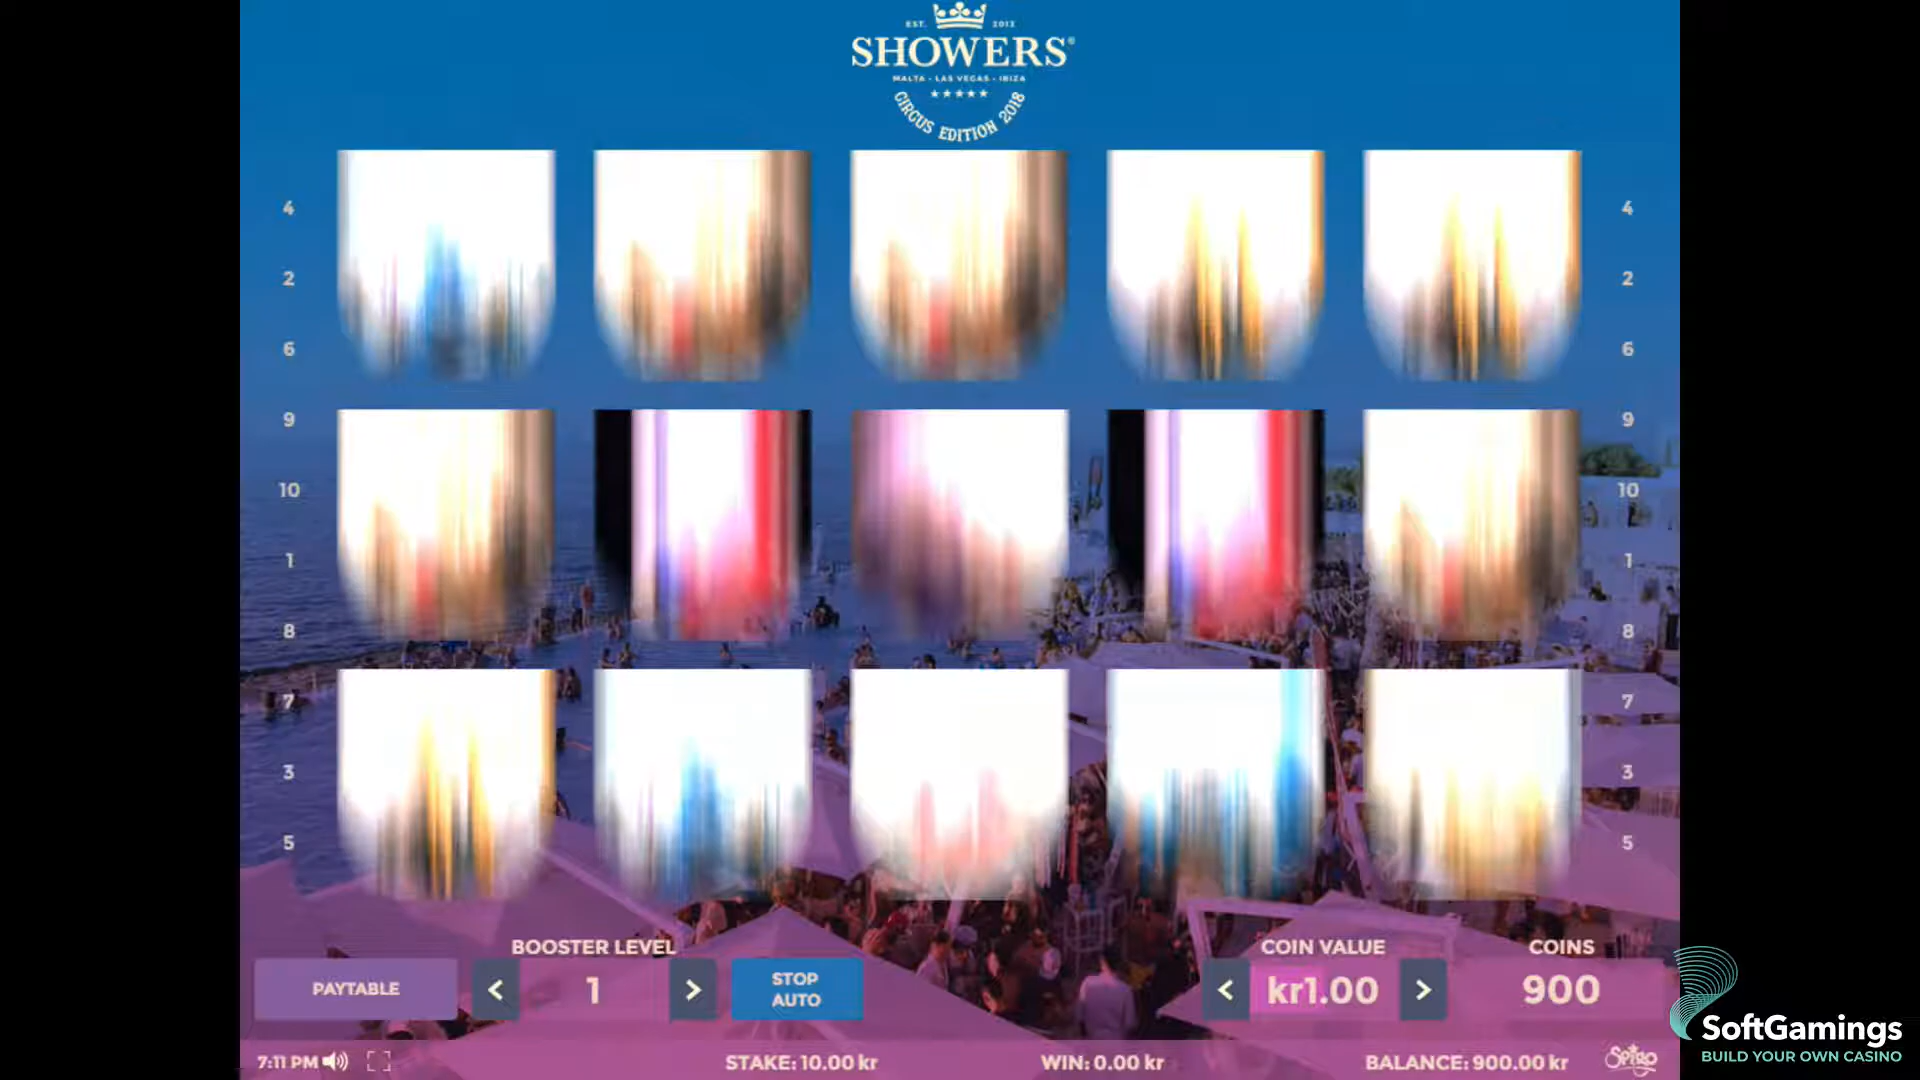 EST. 2012
SHOWERS®
MALTA - LAS VEGAS - IBIZA
★★★★★
CIRCUS EDITION 2018
4 4
2 2
6 6
9 9
10 10
1 1
8 8
7 7
3 3
5 5
BOOSTER LEVEL COIN VALUE COINS
PAYTABLE < 1 > STOP AUTO < kr1.00 > 900
7:11 PM STAKE: 10.00 kr WIN: 0.00 kr BALANCE: 900.00 kr Spigo
SoftGamings
BUILD YOUR OWN CASINO